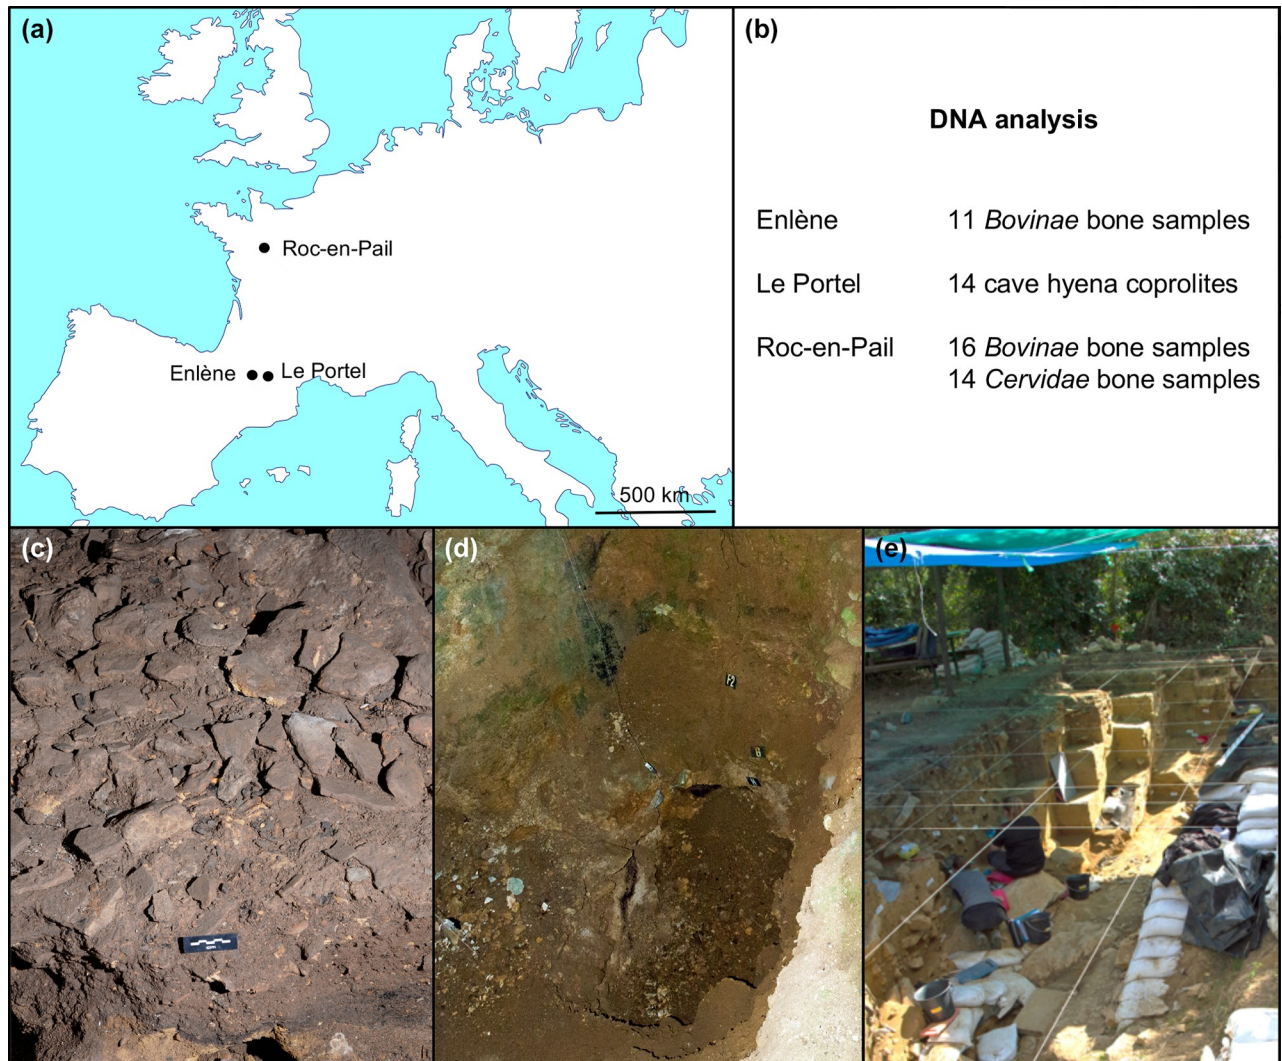 (a)
Roc-en-Pail
Enlène
Le Portel
500 km
(b)
DNA analysis
Enlène 11 Bovinae bone samples
Le Portel 14 cave hyena coprolites
Roc-en-Pail 16 Bovinae bone samples
14 Cervidae bone samples
(c)
(d)
(e)